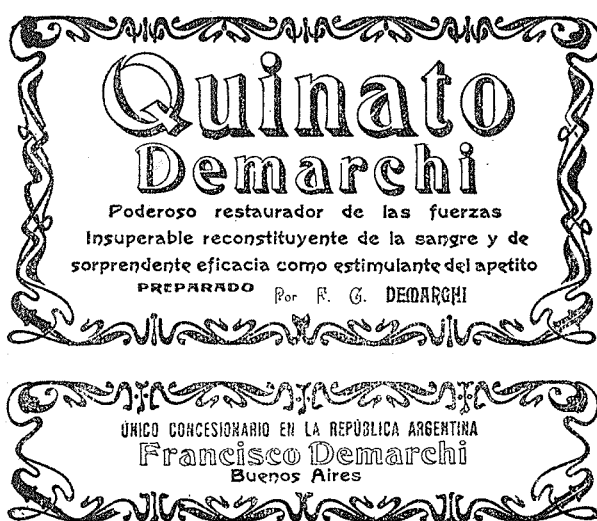 Quinato
Demarchi
Poderoso restaurador de las fuerzas
Insuperable reconstituyente de la sangre y de
sorprendente eficacia como estimulante del apetito
PREPARADO Por F. G. DEMARCHI
ÚNICO CONCESIONARIO EN LA REPÚBLICA ARGENTINA
Francisco Demarchi
Buenos Aires